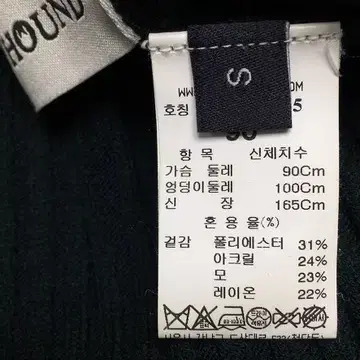 HOUND
S
호칭 5
90
항 목 신체치수
가슴 둘레 90Cm
엉덩이둘레 100Cm
신 장 165Cm
혼 용 율(%)
겉감 폴리에스터 31%
아크릴 24%
모 23%
레이온 22%